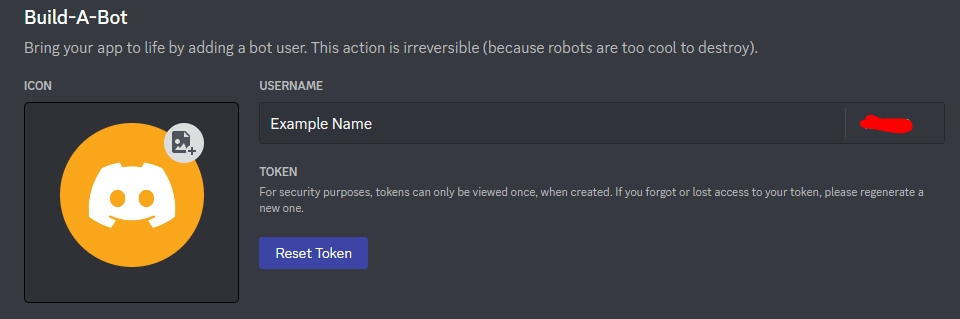 Build-A-Bot
Bring your app to life by adding a bot user. This action is irreversible (because robots are too cool to destroy).
ICON
USERNAME
Example Name
TOKEN
For security purposes, tokens can only be viewed once, when created. If you forgot or lost access to your token, please regenerate a
new one.
Reset Token